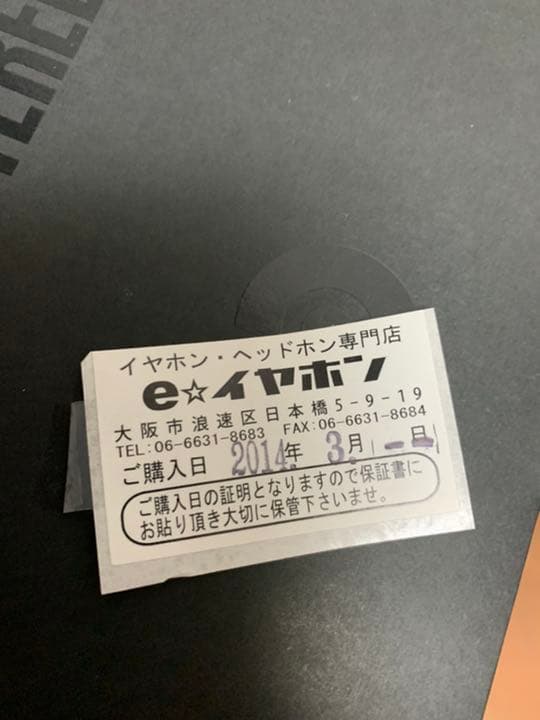 イヤホン・ヘッドホン専門店
e☆イヤホン
大阪市浪速区日本橋5-9-19
TEL:06-6631-8683 FAX:06-6631-8684
ご購入日 2014.年 3.月 日
ご購入日の証明となりますので保証書に
お貼り頂き大切に保管下さいませ。